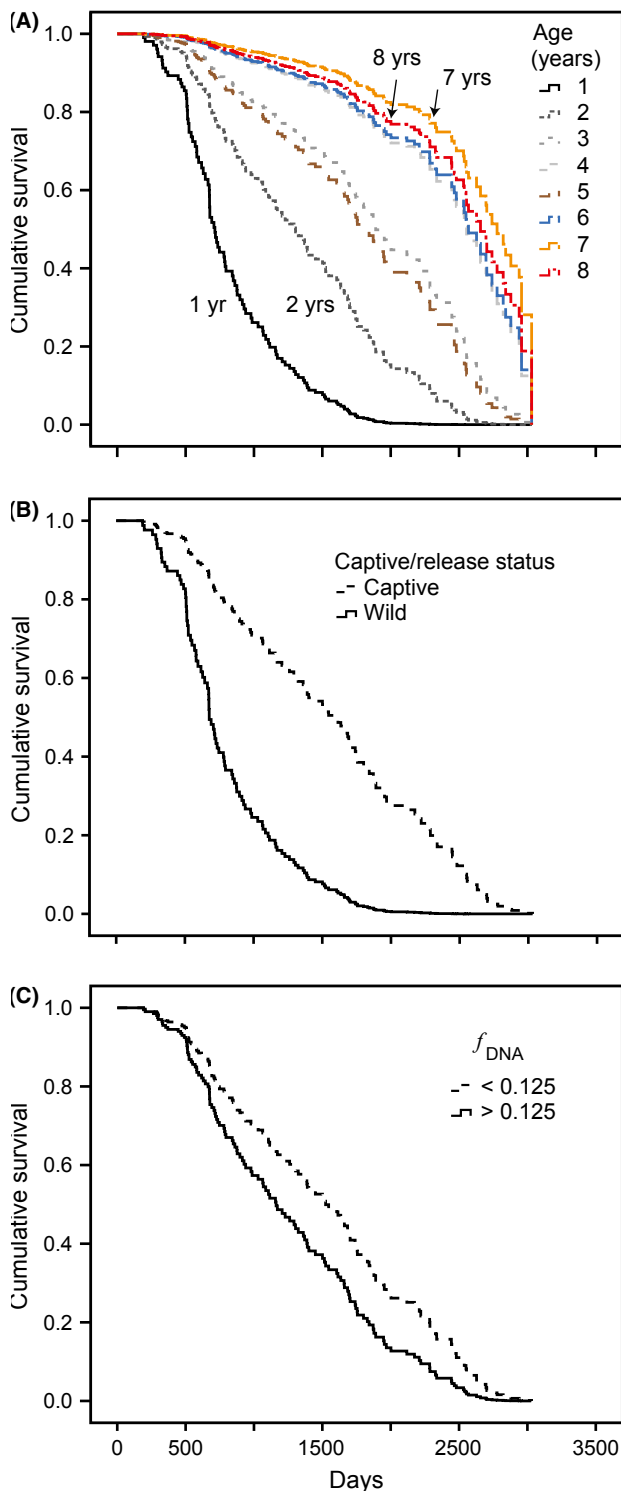 (A)
Cumulative survival
1.0
0.8
0.6
0.4
0.2
0.0
8 yrs
7 yrs
1 yr
2 yrs
Age
(years)
1
2
3
4
5
6
7
8
(B)
Cumulative survival
1.0
0.8
0.6
0.4
0.2
0.0
Captive/release status
Captive
Wild
(C)
Cumulative survival
1.0
0.8
0.6
0.4
0.2
0.0
f DNA
< 0.125
> 0.125
0 500 1500 2500 3500
Days